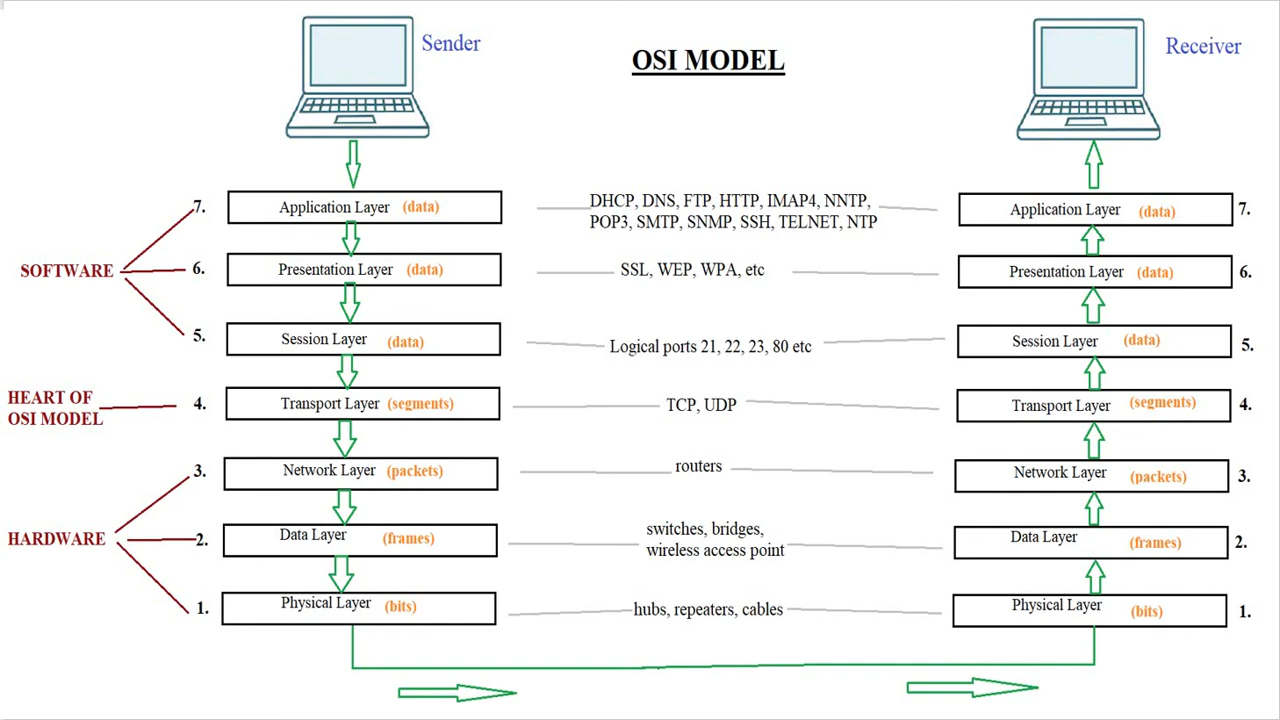 Sender
OSI MODEL
Receiver
7. Application Layer (data)
DHCP, DNS, FTP, HTTP, IMAP4, NNTP,
POP3, SMTP, SNMP, SSH, TELNET, NTP
Application Layer (data) 7.
SOFTWARE
6. Presentation Layer (data)
SSL, WEP, WPA, etc
Presentation Layer (data) 6.
5. Session Layer (data)
Logical ports 21, 22, 23, 80 etc
Session Layer (data) 5.
HEART OF
OSI MODEL
4. Transport Layer (segments)
TCP, UDP
Transport Layer (segments) 4.
3. Network Layer (packets)
routers
Network Layer (packets) 3.
HARDWARE
2. Data Layer (frames)
switches, bridges,
wireless access point
Data Layer (frames) 2.
1. Physical Layer (bits)
hubs, repeaters, cables
Physical Layer (bits) 1.